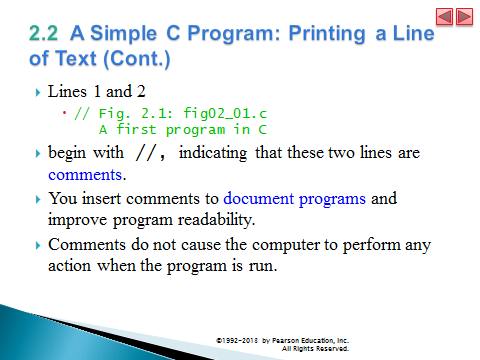 2.2 A Simple C Program: Printing a Line
of Text (Cont.)
Lines 1 and 2
// Fig. 2.1: fig02_01.c
A first program in C
begin with //, indicating that these two lines are
comments.
You insert comments to document programs and
improve program readability.
Comments do not cause the computer to perform any
action when the program is run.
©1992-2013 by Pearson Education, Inc.
All Rights Reserved.